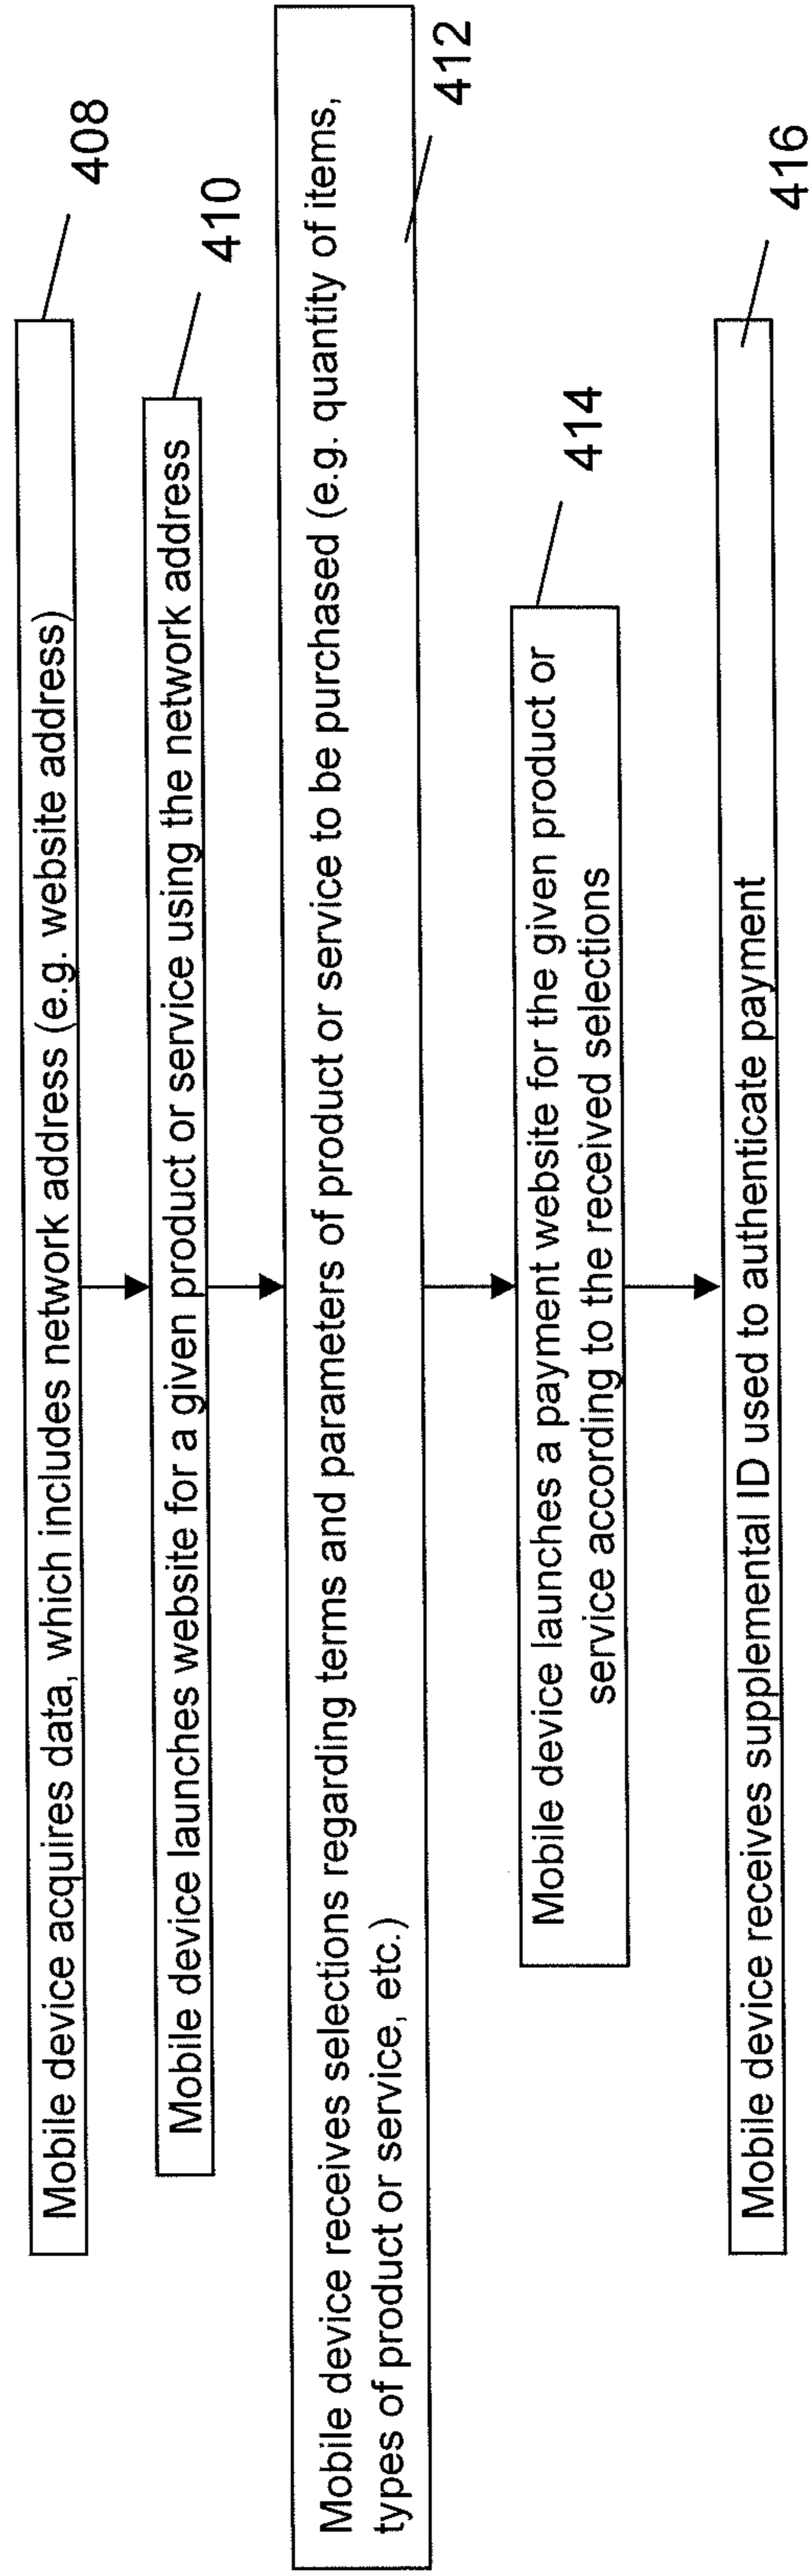 Mobile device acquires data, which includes network address (e.g. website address)
408
Mobile device launches website for a given product or service using the network address
410
Mobile device receives selections regarding terms and parameters of product or service to be purchased (e.g. quantity of items,
types of product or service, etc.)
412
Mobile device launches a payment website for the given product or
service according to the received selections
414
Mobile device receives supplemental ID used to authenticate payment
416